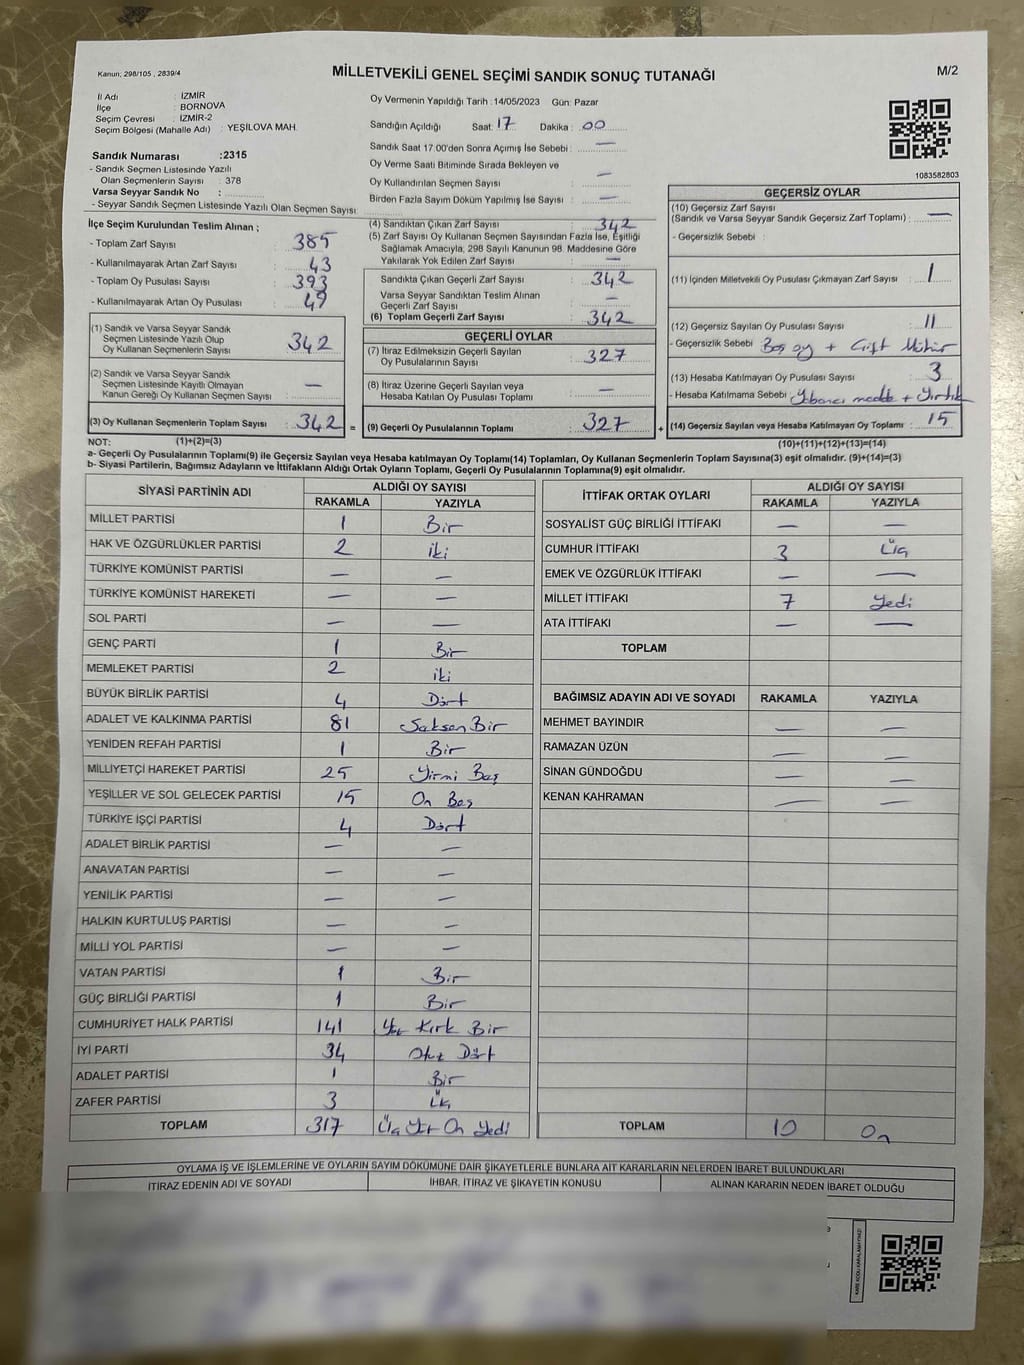 Kanun; 298/105 , 2839/4
MİLLETVEKİLİ GENEL SEÇİMİ SANDIK SONUÇ TUTANAĞI
M/2
İl Adı : İZMİR
İlçe : BORNOVA
Seçim Çevresi : İZMİR-2
Seçim Bölgesi (Mahalle Adı) : YEŞİLOVA MAH.
Sandık Numarası :2315
- Sandık Seçmen Listesinde Yazılı
Olan Seçmenlerin Sayısı : 378
Varsa Seyyar Sandık No :
- Seyyar Sandık Seçmen Listesinde Yazılı Olan Seçmen Sayısı:
Oy Vermenin Yapıldığı Tarih :14/05/2023 Gün: Pazar
Sandığın Açıldığı Saat: 17 Dakika : 00
Sandık Saat 17:00'den Sonra Açımış İse Sebebi : —
Oy Verme Saati Bitiminde Sırada Bekleyen ve
Oy Kullandırılan Seçmen Sayısı : —
Birden Fazla Sayım Döküm Yapılmış İse Sayısı : —
1083582803
İlçe Seçim Kurulundan Teslim Alınan ;
- Toplam Zarf Sayısı : 385
- Kullanılmayarak Artan Zarf Sayısı : 43
- Toplam Oy Pusulası Sayısı : 393
- Kullanılmayarak Artan Oy Pusulası : 49
(1) Sandık ve Varsa Seyyar Sandık
Seçmen Listesinde Yazılı Olup
Oy Kullanan Seçmenlerin Sayısı : 342
(2) Sandık ve Varsa Seyyar Sandık
Seçmen Listesinde Kayıtlı Olmayan
Kanun Gereği Oy Kullanan Seçmen Sayısı : —
(3) Oy Kullanan Seçmenlerin Toplam Sayısı : 342 =
(4) Sandıktan Çıkan Zarf Sayısı : 342
(5) Zarf Sayısı Oy Kullanan Seçmen Sayısından Fazla İse, Eşitliği
Sağlamak Amacıyla, 298 Sayılı Kanunun 98. Maddesine Göre
Yakılarak Yok Edilen Zarf Sayısı : —
Sandıkta Çıkan Geçerli Zarf Sayısı : 342
Varsa Seyyar Sandıktan Teslim Alınan
Geçerli Zarf Sayısı : —
(6) Toplam Geçerli Zarf Sayısı : 342
GEÇERLİ OYLAR
(7) İtiraz Edilmeksizin Geçerli Sayılan
Oy Pusulalarının Sayısı : 327
(8) İtiraz Üzerine Geçerli Sayılan veya
Hesaba Katılan Oy Pusulası Toplamı : —
(9) Geçerli Oy Pusulalarının Toplamı : 327 +
GEÇERSİZ OYLAR
(10) Geçersiz Zarf Sayısı
(Sandık ve Varsa Seyyar Sandık Geçersiz Zarf Toplamı) : —
- Geçersizlik Sebebi :
(11) İçinden Milletvekili Oy Pusulası Çıkmayan Zarf Sayısı : 1
(12) Geçersiz Sayılan Oy Pusulası Sayısı : 11
- Geçersizlik Sebebi : Boş oy + Çift Mühür
(13) Hesaba Katılmayan Oy Pusulası Sayısı : 3
- Hesaba Katılmama Sebebi : Yabancı madde + Yırtık
(14) Geçersiz Sayılan veya Hesaba Katılmayan Oy Toplamı : 15
NOT: (1)+(2)=(3) (10)+(11)+(12)+(13)=(14)
a- Geçerli Oy Pusulalarının Toplamı(9) ile Geçersiz Sayılan veya Hesaba katılmayan Oy Toplamı(14) Toplamları, Oy Kullanan Seçmenlerin Toplam Sayısına(3) eşit olmalıdır. (9)+(14)=(3)
b- Siyasi Partilerin, Bağımsız Adayların ve İttifakların Aldığı Ortak Oyların Toplamı, Geçerli Oy Pusulalarının Toplamına(9) eşit olmalıdır.
SİYASİ PARTİNİN ADI ALDIĞI OY SAYISI
RAKAMLA YAZIYLA
MİLLET PARTİSİ 1 Bir
HAK VE ÖZGÜRLÜKLER PARTİSİ 2 iki
TÜRKİYE KOMÜNİST PARTİSİ — —
TÜRKİYE KOMÜNİST HAREKETİ — —
SOL PARTİ — —
GENÇ PARTİ 1 Bir
MEMLEKET PARTİSİ 2 iki
BÜYÜK BİRLİK PARTİSİ 4 Dört
ADALET VE KALKINMA PARTİSİ 81 Seksen Bir
YENİDEN REFAH PARTİSİ 1 Bir
MİLLİYETÇİ HAREKET PARTİSİ 25 Yirmi Beş
YEŞİLLER VE SOL GELECEK PARTİSİ 15 On Beş
TÜRKİYE İŞÇİ PARTİSİ 4 Dört
ADALET BİRLİK PARTİSİ — —
ANAVATAN PARTİSİ — —
YENİLİK PARTİSİ — —
HALKIN KURTULUŞ PARTİSİ — —
MİLLİ YOL PARTİSİ — —
VATAN PARTİSİ 1 Bir
GÜÇ BİRLİĞİ PARTİSİ 1 Bir
CUMHURİYET HALK PARTİSİ 141 Yüz Kırk Bir
İYİ PARTİ 34 Otuz Dört
ADALET PARTİSİ 1 Bir
ZAFER PARTİSİ 3 Üç
TOPLAM 317 Üç Yüz On Yedi
İTTİFAK ORTAK OYLARI ALDIĞI OY SAYISI
RAKAMLA YAZIYLA
SOSYALİST GÜÇ BİRLİĞİ İTTİFAKI — —
CUMHUR İTTİFAKI 3 Üç
EMEK VE ÖZGÜRLÜK İTTİFAKI — —
MİLLET İTTİFAKI 7 Yedi
ATA İTTİFAKI — —
TOPLAM
BAĞIMSIZ ADAYIN ADI VE SOYADI RAKAMLA YAZIYLA
MEHMET BAYINDIR — —
RAMAZAN ÜZÜN — —
SİNAN GÜNDOĞDU — —
KENAN KAHRAMAN — —
TOPLAM 10 On
OYLAMA İŞ VE İŞLEMLERİNE VE OYLARIN SAYIM DÖKÜMÜNE DAİR ŞİKAYETLERLE BUNLARA AİT KARARLARIN NELERDEN İBARET BULUNDUKLARI
İTİRAZ EDENİN ADI VE SOYADI İHBAR, İTİRAZ VE ŞİKAYETİN KONUSU ALINAN KARARIN NEDEN İBARET OLDUĞU